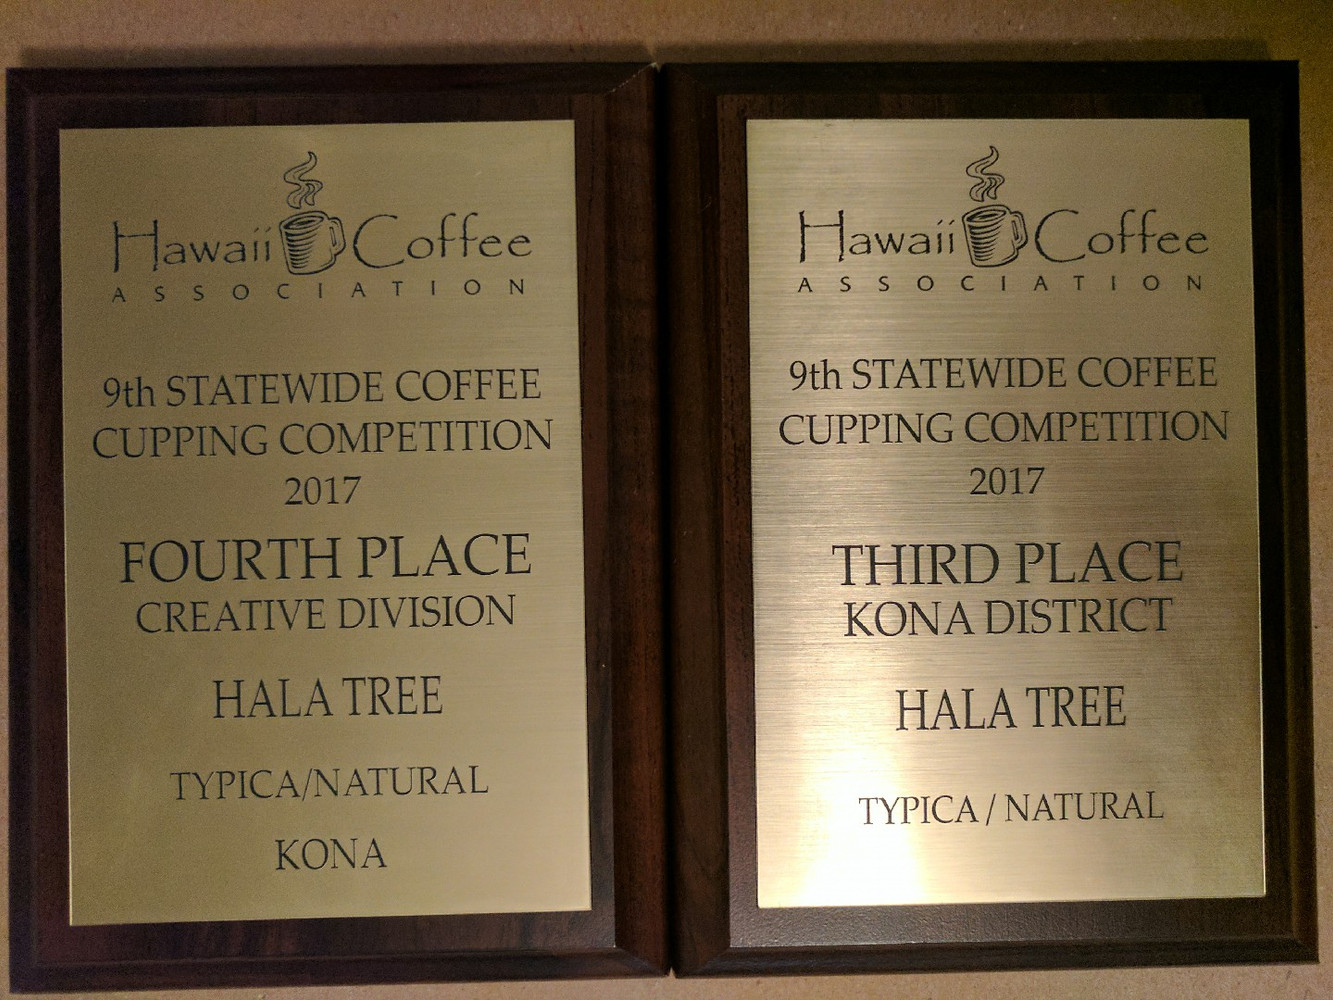 Hawaii Coffee
ASSOCIATION
9th STATEWIDE COFFEE
CUPPING COMPETITION
2017
FOURTH PLACE
CREATIVE DIVISION
HALA TREE
TYPICA/NATURAL
KONA
Hawaii Coffee
ASSOCIATION
9th STATEWIDE COFFEE
CUPPING COMPETITION
2017
THIRD PLACE
KONA DISTRICT
HALA TREE
TYPICA / NATURAL